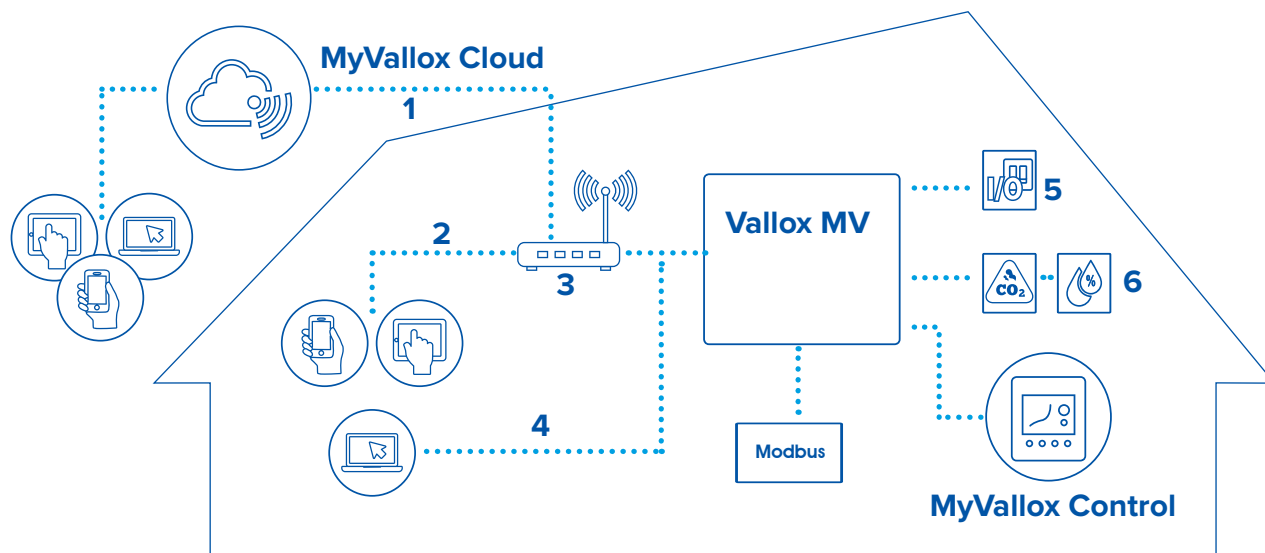 MyVallox Cloud
1
2
3
4
Vallox MV
I/O
5
CO₂
%
6
Modbus
MyVallox Control